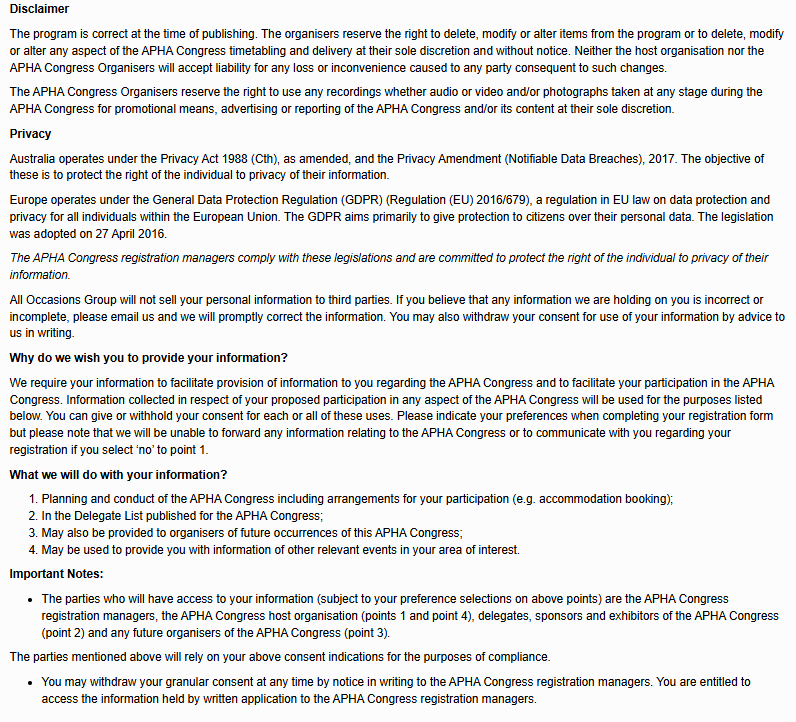 Disclaimer
The program is correct at the time of publishing. The organisers reserve the right to delete, modify or alter items from the program or to delete, modify
or alter any aspect of the APHA Congress timetabling and delivery at their sole discretion and without notice. Neither the host organisation nor the
APHA Congress Organisers will accept liability for any loss or inconvenience caused to any party consequent to such changes.
The APHA Congress Organisers reserve the right to use any recordings whether audio or video and/or photographs taken at any stage during the
APHA Congress for promotional means, advertising or reporting of the APHA Congress and/or its content at their sole discretion.
Privacy
Australia operates under the Privacy Act 1988 (Cth), as amended, and the Privacy Amendment (Notifiable Data Breaches), 2017. The objective of
these is to protect the right of the individual to privacy of their information.
Europe operates under the General Data Protection Regulation (GDPR) (Regulation (EU) 2016/679), a regulation in EU law on data protection and
privacy for all individuals within the European Union. The GDPR aims primarily to give protection to citizens over their personal data. The legislation
was adopted on 27 April 2016.
The APHA Congress registration managers comply with these legislations and are committed to protect the right of the individual to privacy of their
information.
All Occasions Group will not sell your personal information to third parties. If you believe that any information we are holding on you is incorrect or
incomplete, please email us and we will promptly correct the information. You may also withdraw your consent for use of your information by advice to
us in writing.
Why do we wish you to provide your information?
We require your information to facilitate provision of information to you regarding the APHA Congress and to facilitate your participation in the APHA
Congress. Information collected in respect of your proposed participation in any aspect of the APHA Congress will be used for the purposes listed
below. You can give or withhold your consent for each or all of these uses. Please indicate your preferences when completing your registration form
but please note that we will be unable to forward any information relating to the APHA Congress or to communicate with you regarding your
registration if you select ‘no’ to point 1.
What we will do with your information?
1. Planning and conduct of the APHA Congress including arrangements for your participation (e.g. accommodation booking);
2. In the Delegate List published for the APHA Congress;
3. May also be provided to organisers of future occurrences of this APHA Congress;
4. May be used to provide you with information of other relevant events in your area of interest.
Important Notes:
• The parties who will have access to your information (subject to your preference selections on above points) are the APHA Congress
registration managers, the APHA Congress host organisation (points 1 and point 4), delegates, sponsors and exhibitors of the APHA Congress
(point 2) and any future organisers of the APHA Congress (point 3).
The parties mentioned above will rely on your above consent indications for the purposes of compliance.
• You may withdraw your granular consent at any time by notice in writing to the APHA Congress registration managers. You are entitled to
access the information held by written application to the APHA Congress registration managers.